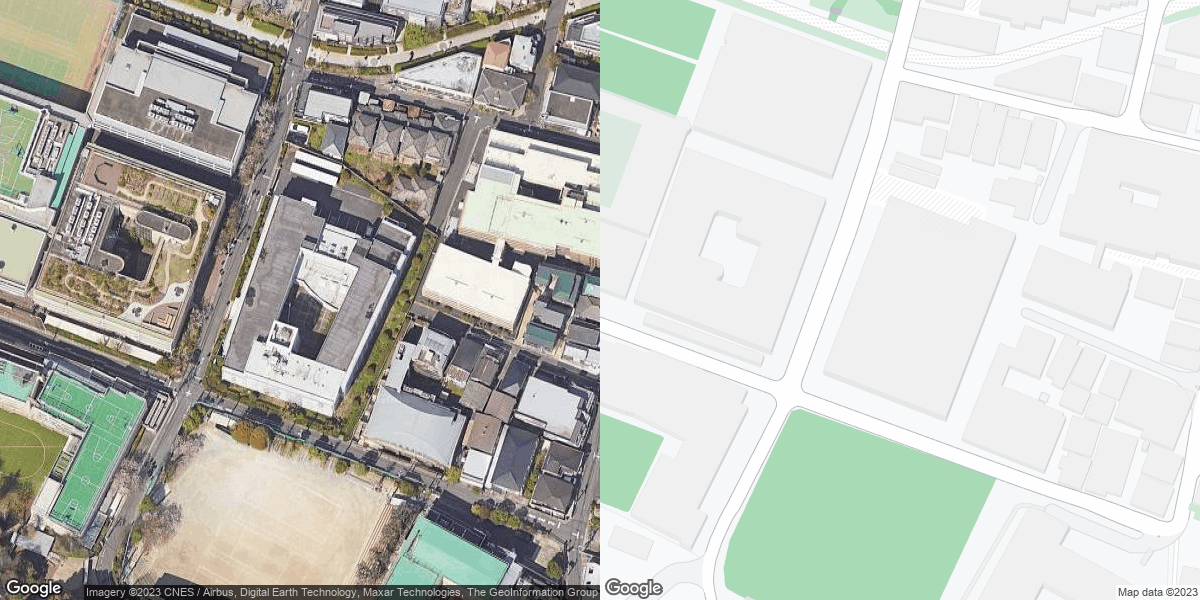 Google
Imagery ©2023 CNES / Airbus, Digital Earth Technology, Maxar Technologies, The GeoInformation Group
Google
Map data ©2023